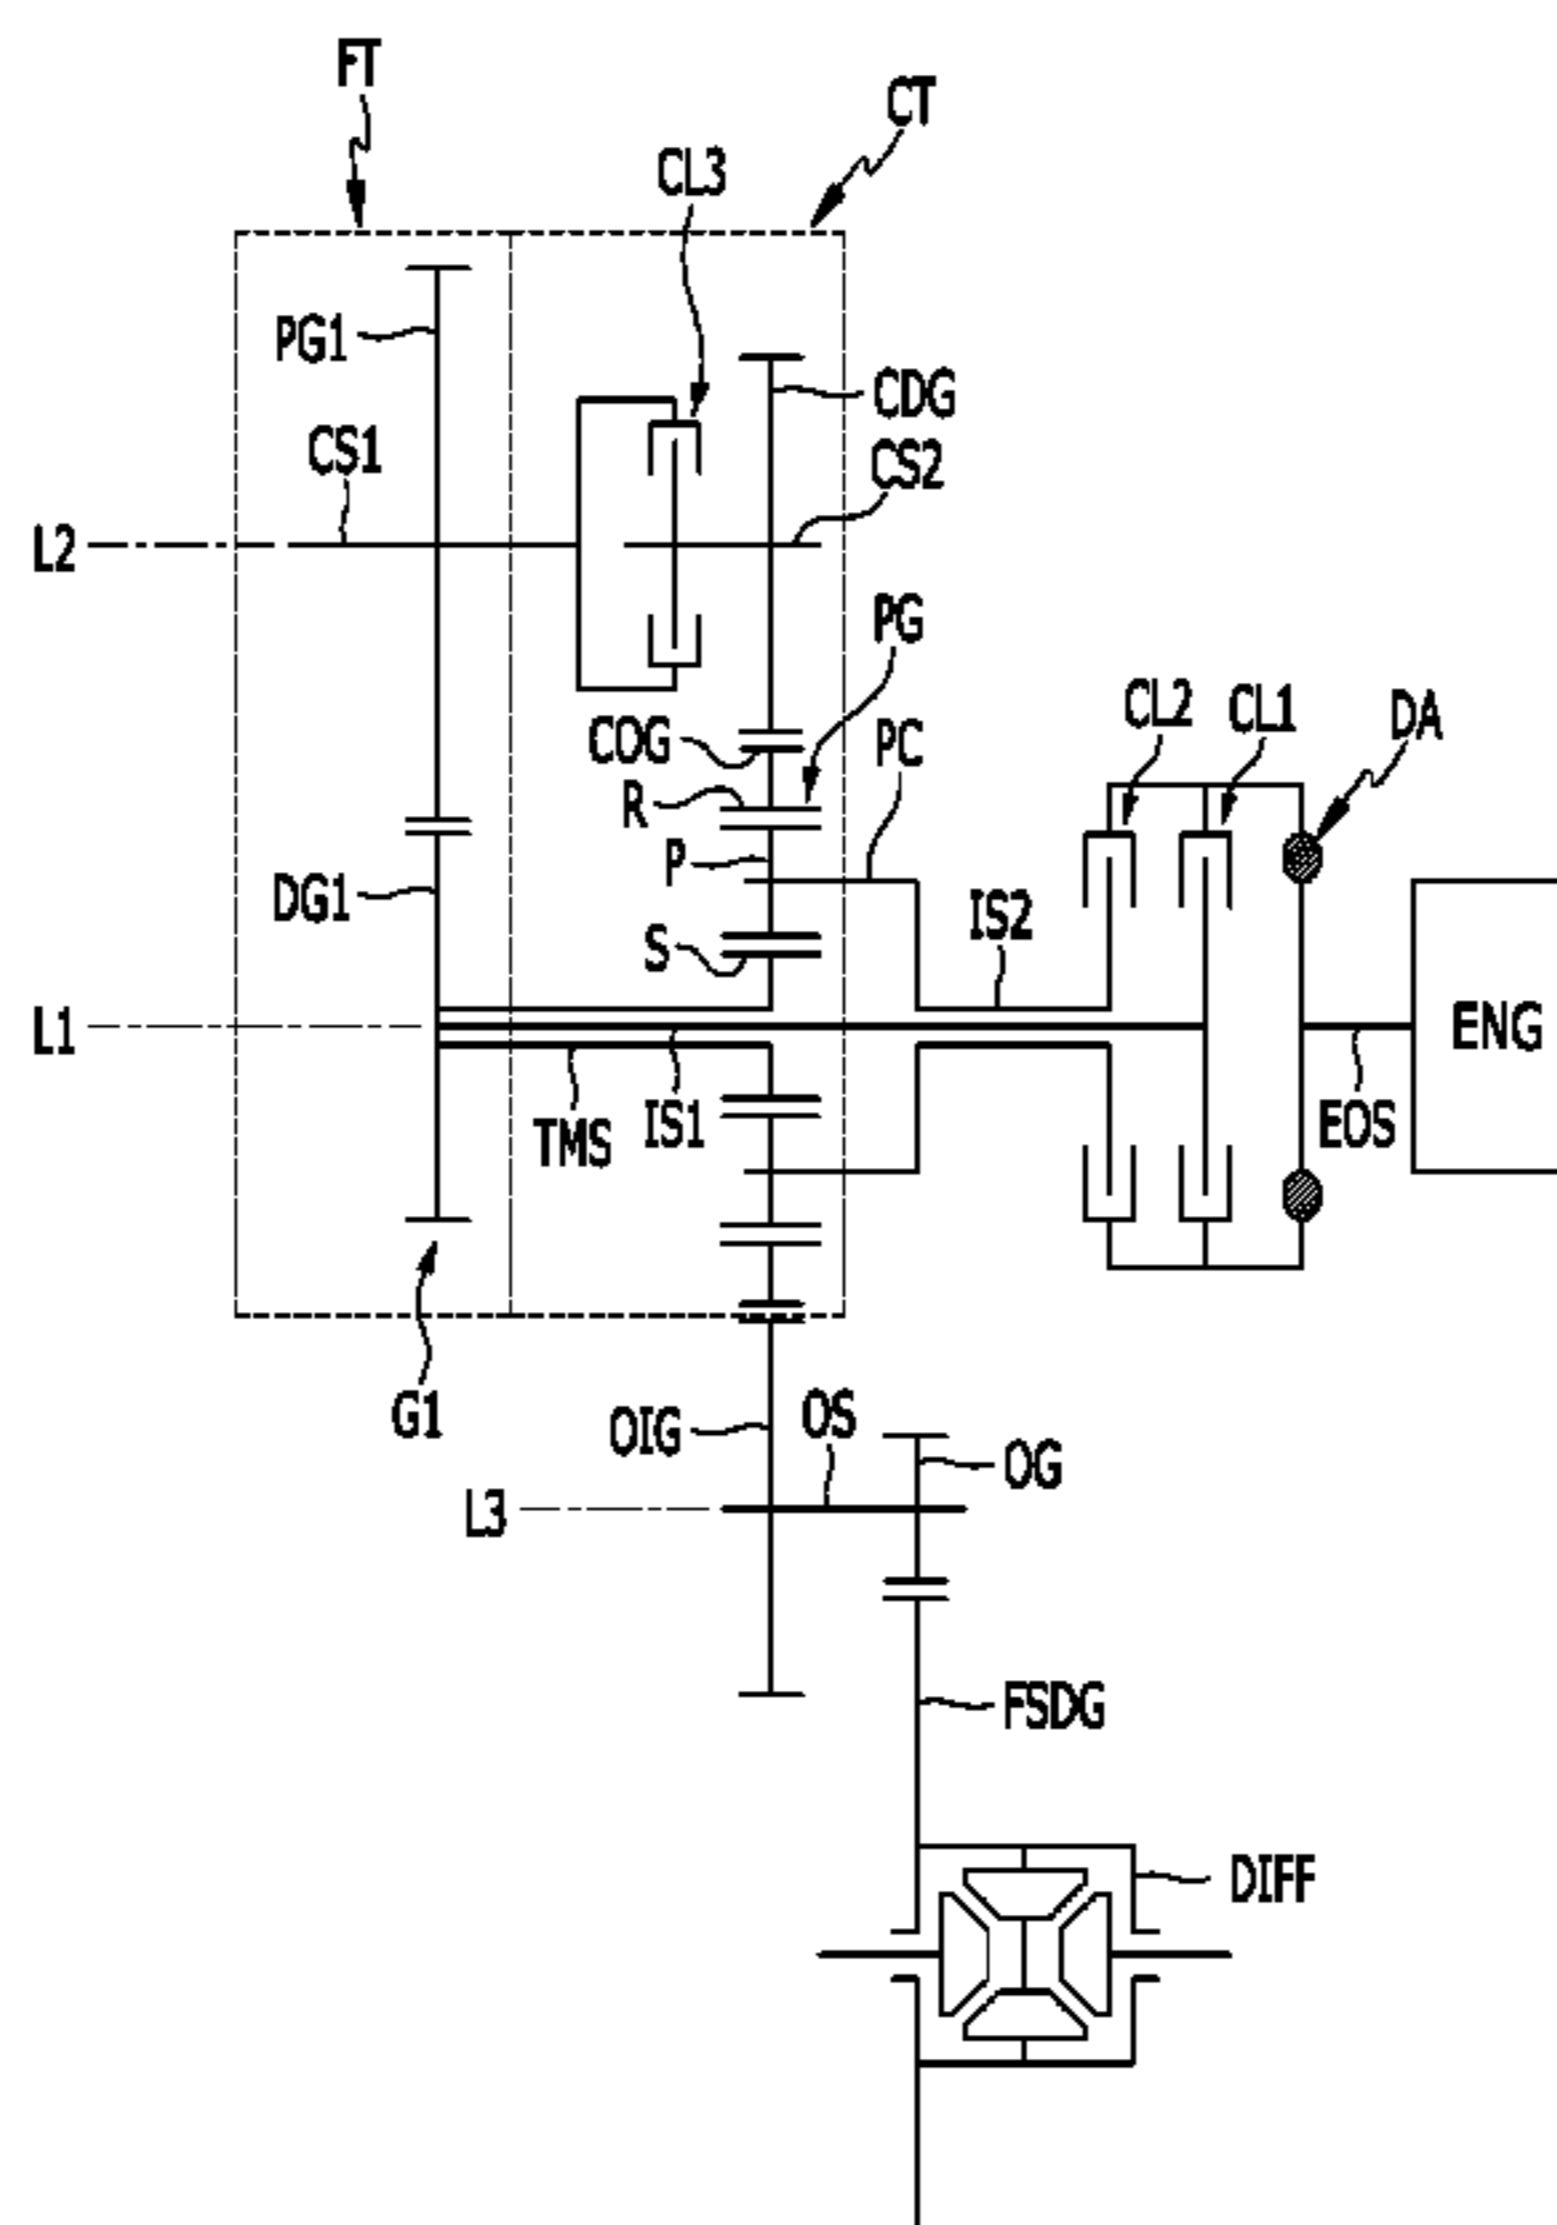 FT
CT
CL3
PG1
CDG
CS1
CS2
L2
PG
CL2
CL1
DA
COG
PC
R
P
DG1
IS2
S
L1
ENG
TMS
IS1
EOS
G1
OIG
OS
OG
L3
FSDG
DIFF